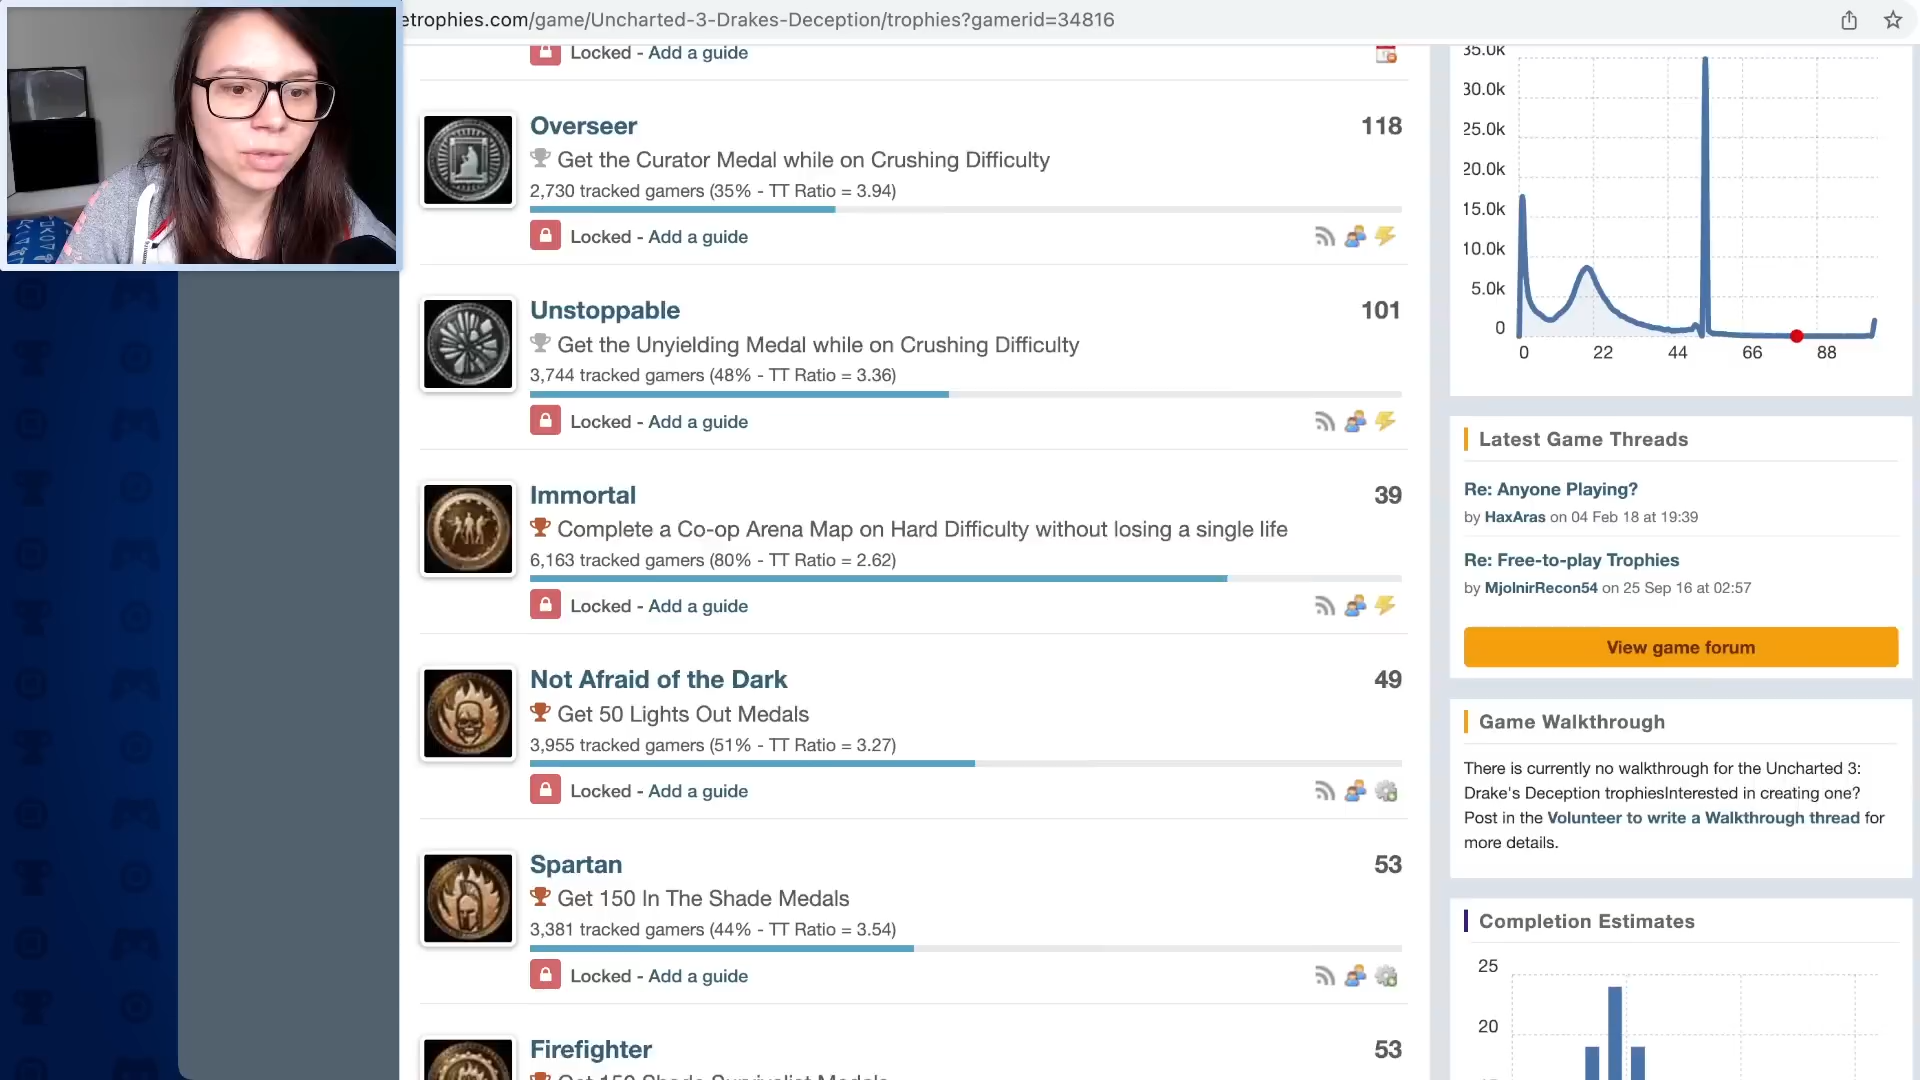 etrophies.com/game/Uncharted-3-Drakes-Deception/trophies?gamerid=34816
Locked - Add a guide
Overseer 118
Get the Curator Medal while on Crushing Difficulty
2,730 tracked gamers (35% - TT Ratio = 3.94)
Locked - Add a guide
Unstoppable 101
Get the Unyielding Medal while on Crushing Difficulty
3,744 tracked gamers (48% - TT Ratio = 3.36)
Locked - Add a guide
Immortal 39
Complete a Co-op Arena Map on Hard Difficulty without losing a single life
6,163 tracked gamers (80% - TT Ratio = 2.62)
Locked - Add a guide
Not Afraid of the Dark 49
Get 50 Lights Out Medals
3,955 tracked gamers (51% - TT Ratio = 3.27)
Locked - Add a guide
Spartan 53
Get 150 In The Shade Medals
3,381 tracked gamers (44% - TT Ratio = 3.54)
Locked - Add a guide
Firefighter 53
Get 150 Shade Survivalist Medals
35.0k
30.0k
25.0k
20.0k
15.0k
10.0k
5.0k
0
0 22 44 66 88
Latest Game Threads
Re: Anyone Playing?
by HaxAras on 04 Feb 18 at 19:39
Re: Free-to-play Trophies
by MjolnirRecon54 on 25 Sep 16 at 02:57
View game forum
Game Walkthrough
There is currently no walkthrough for the Uncharted 3:
Drake's Deception trophiesInterested in creating one?
Post in the Volunteer to write a Walkthrough thread for
more details.
Completion Estimates
25
20